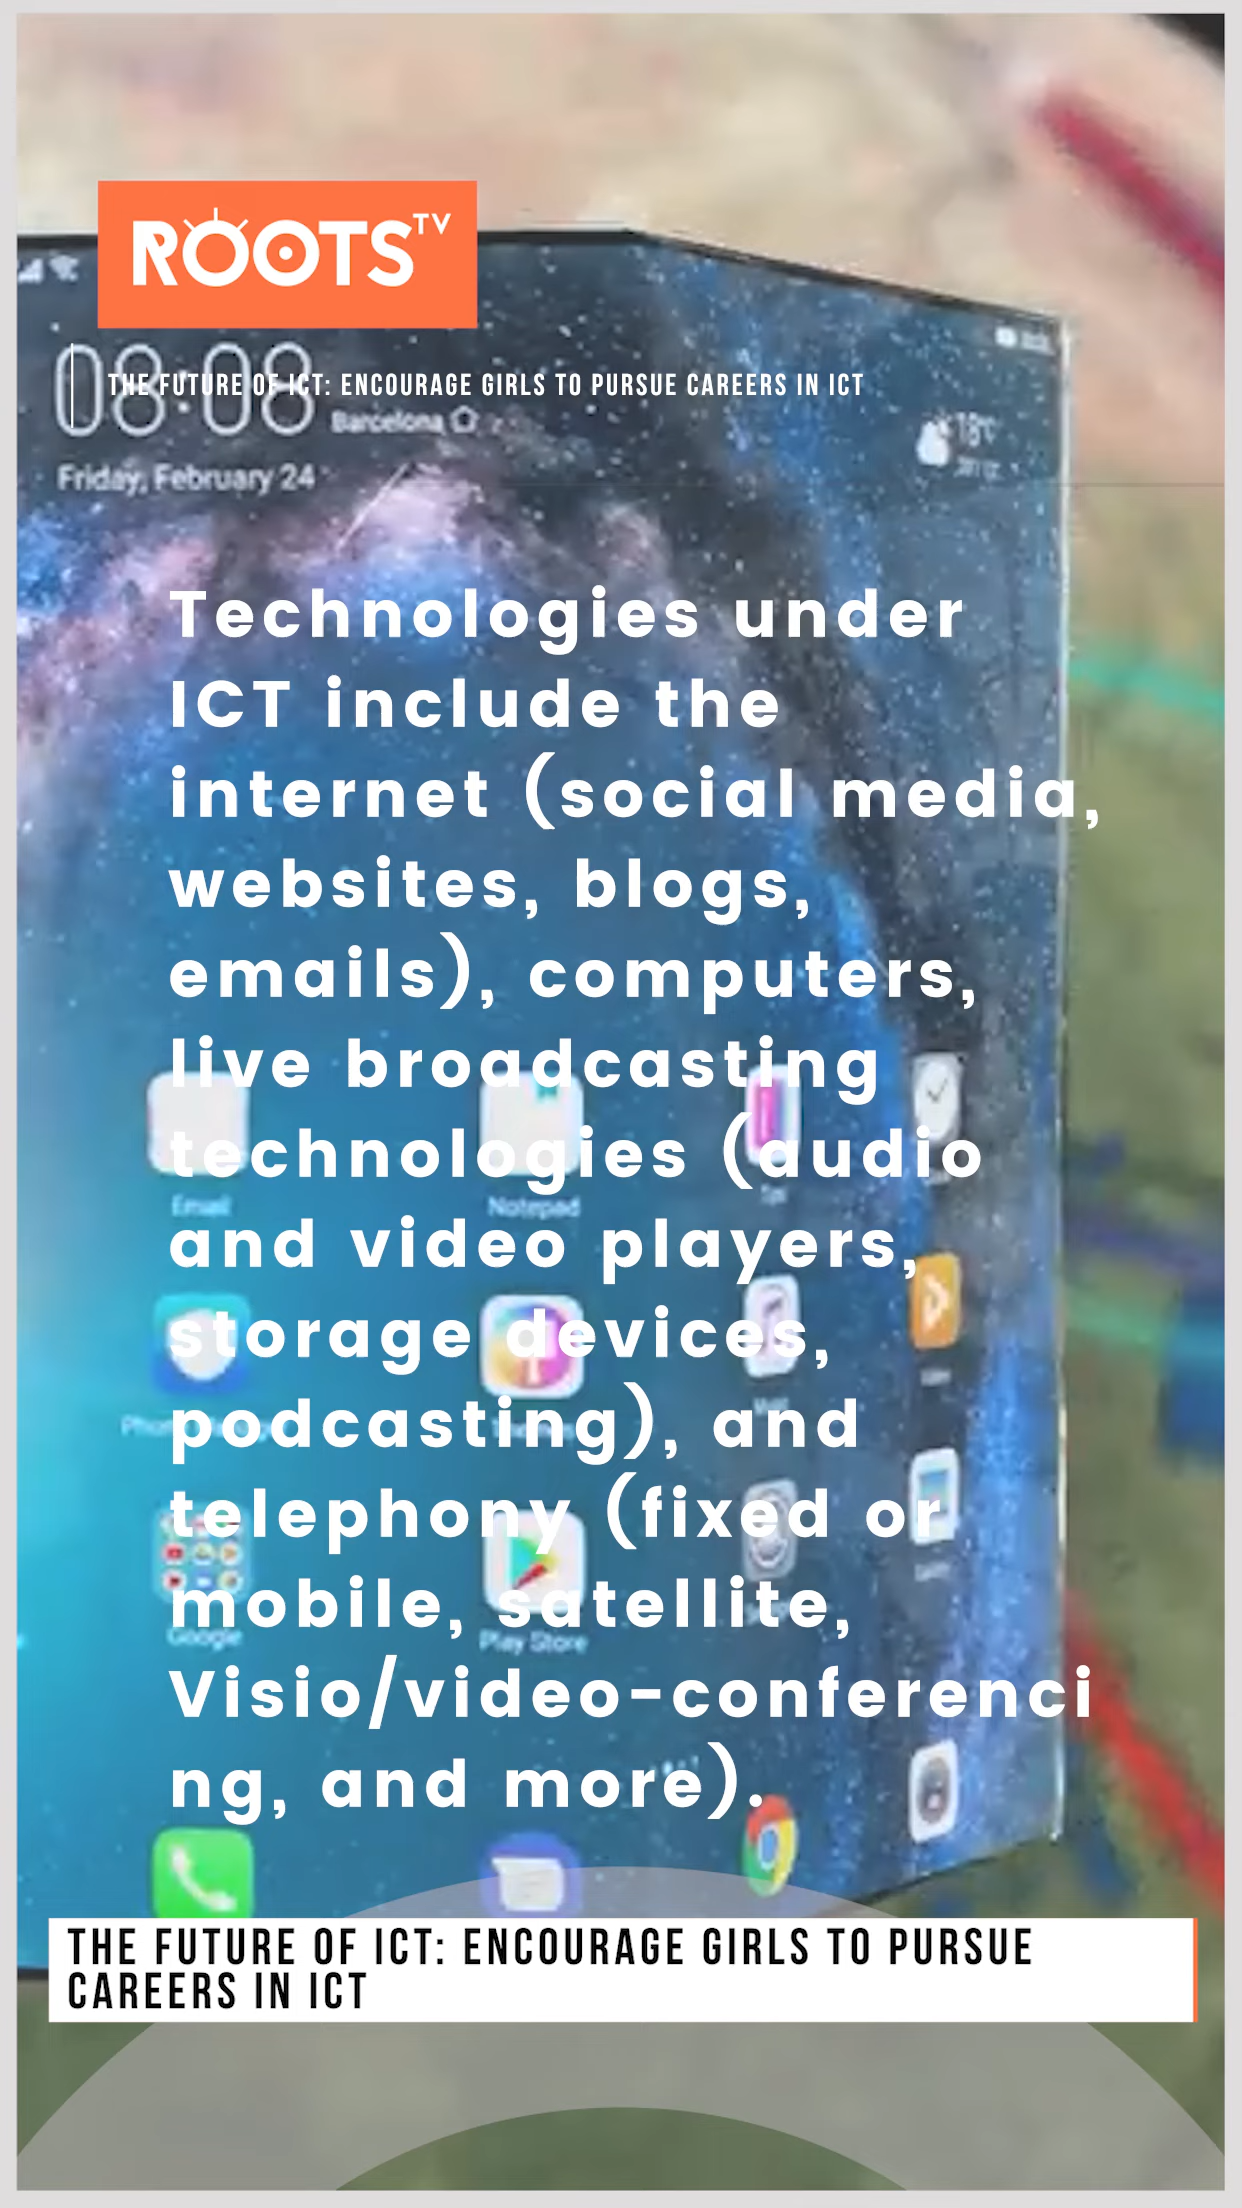 ROOTS TV
THE FUTURE OF ICT: ENCOURAGE GIRLS TO PURSUE CAREERS IN ICT
08:08
Barcelona
18°C
Friday, February 24
Technologies under
ICT include the
internet (social media,
websites, blogs,
emails), computers,
live broadcasting
technologies (audio
and video players,
storage devices,
podcasting), and
telephony (fixed or
mobile, satellite,
Visio/video-conferenci
ng, and more).
Email
Notepad
Google
Play Store
THE FUTURE OF ICT: ENCOURAGE GIRLS TO PURSUE
CAREERS IN ICT